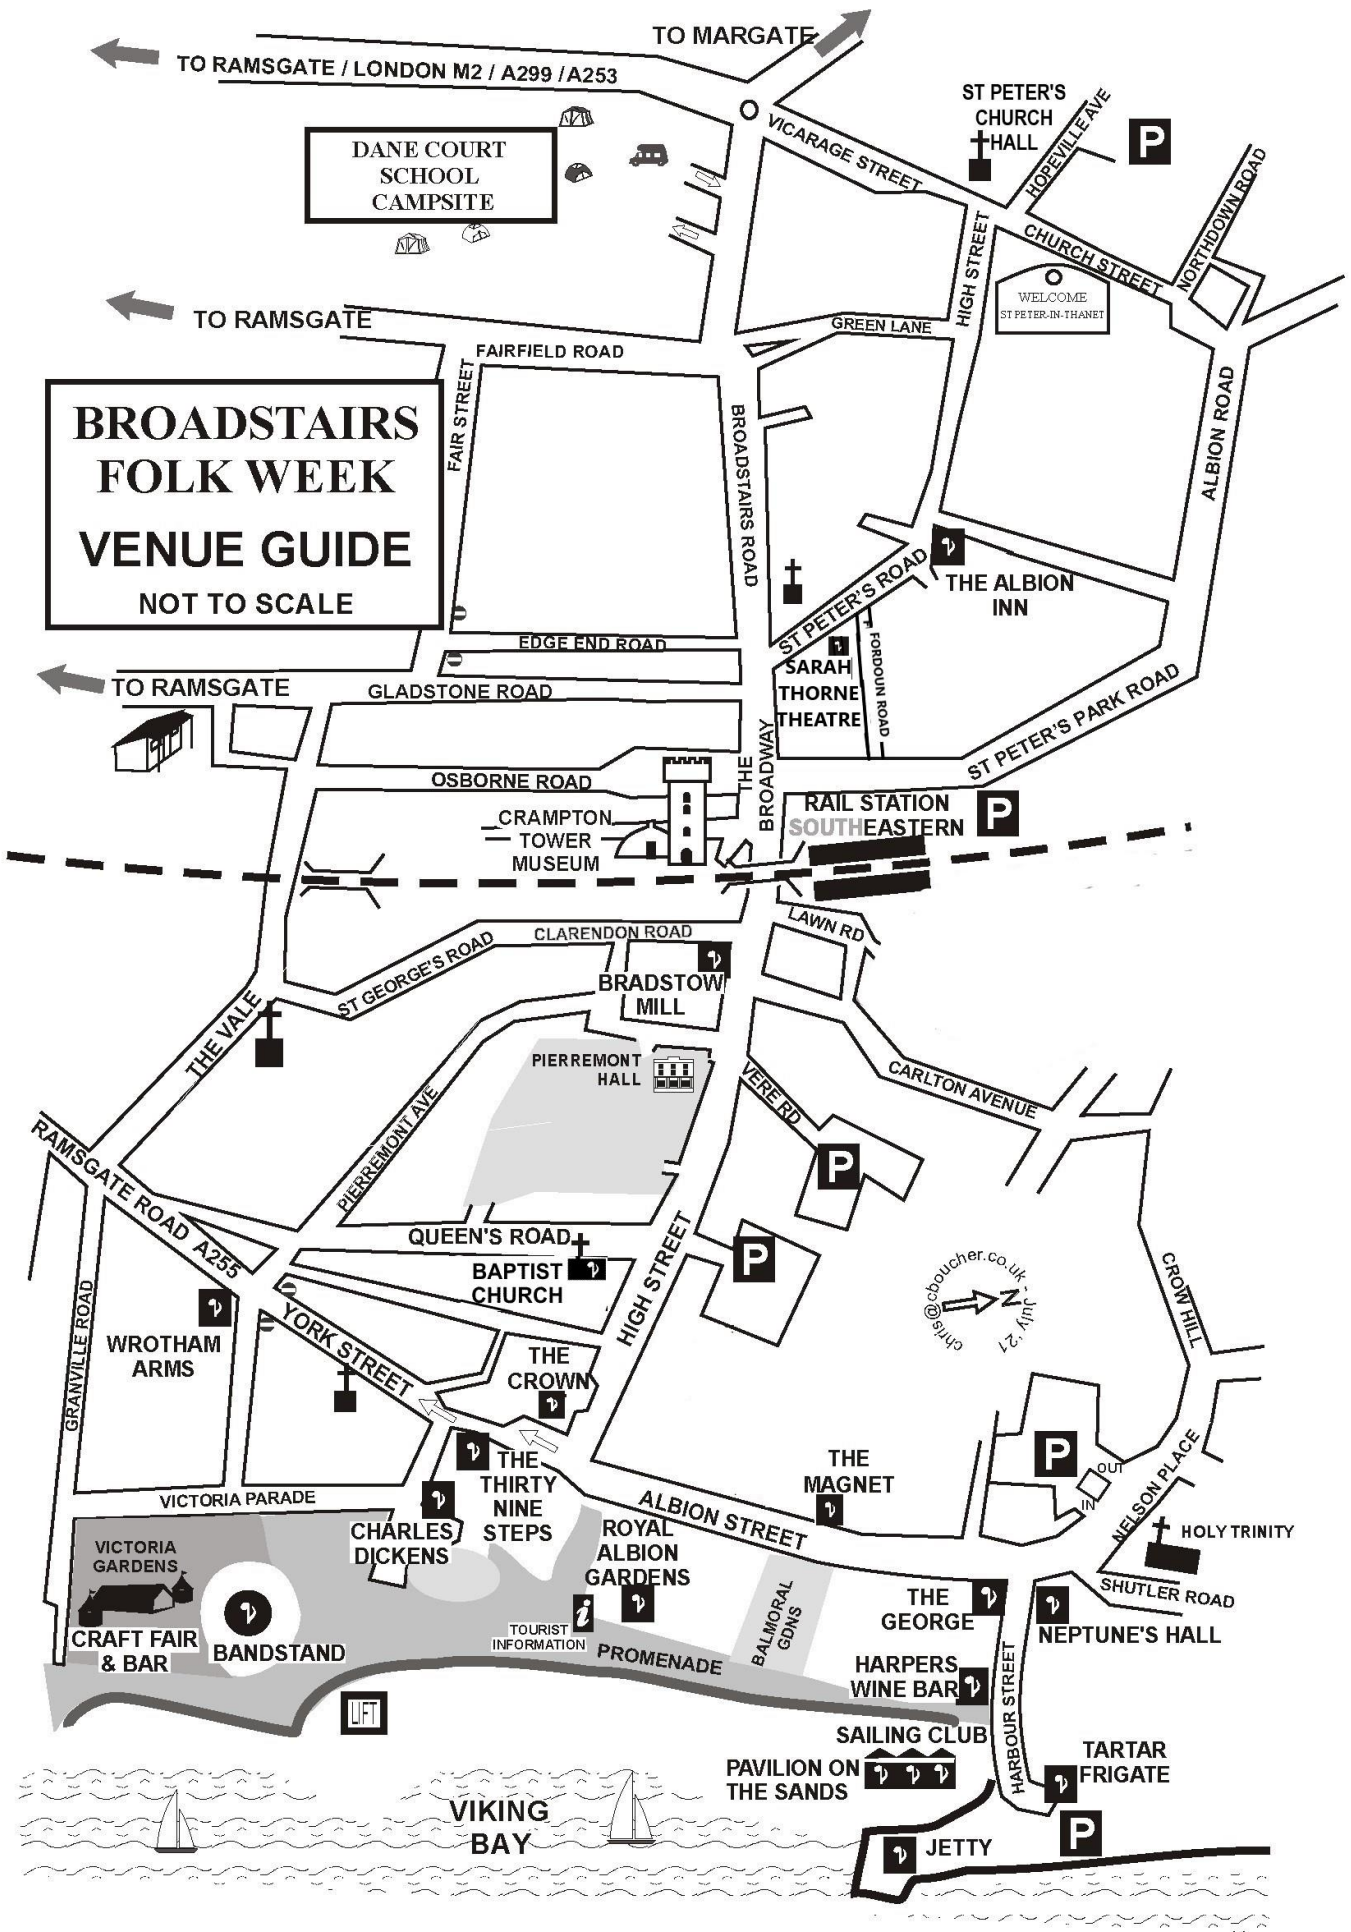 TO MARGATE
TO RAMSGATE / LONDON M2 / A299 /A253
ST PETER'S
CHURCH
HALL
HOPEVILLE AVE
P
VICARAGE STREET
DANE COURT
SCHOOL
CAMPSITE
NORTHDOWN ROAD
HIGH STREET
CHURCH STREET
WELCOME
ST PETER-IN-THANET
TO RAMSGATE
GREEN LANE
FAIRFIELD ROAD
FAIR STREET
ALBION ROAD
BROADSTAIRS
FOLK WEEK
VENUE GUIDE
NOT TO SCALE
BROADSTAIRS ROAD
ST PETER'S ROAD
THE ALBION
INN
EDGE END ROAD
SARAH
THORNE
THEATRE
FORDOUN ROAD
TO RAMSGATE
GLADSTONE ROAD
ST PETER'S PARK ROAD
THE
BROADWAY
OSBORNE ROAD
RAIL STATION
SOUTHEASTERN
P
CRAMPTON
TOWER
MUSEUM
LAWN RD
CLARENDON ROAD
ST GEORGE'S ROAD
BRADSTOW
MILL
THE VALE
PIERREMONT
HALL
VERE RD
CARLTON AVENUE
PIERREMONT AVE
P
RAMSGATE ROAD A255
QUEEN'S ROAD
HIGH STREET
P
BAPTIST
CHURCH
chris@cboucher.co.uk - July '21
N
CROW HILL
GRANVILLE ROAD
WROTHAM
ARMS
YORK STREET
THE
CROWN
THE
MAGNET
P
OUT
IN
NELSON PLACE
THE
THIRTY
NINE
STEPS
VICTORIA PARADE
ALBION STREET
HOLY TRINITY
CHARLES
DICKENS
ROYAL
ALBION
GARDENS
VICTORIA
GARDENS
SHUTLER ROAD
BALMORAL
GDNS
THE
GEORGE
NEPTUNE'S HALL
CRAFT FAIR
& BAR
BANDSTAND
TOURIST
INFORMATION
i
PROMENADE
HARPERS
WINE BAR
HARBOUR STREET
LIFT
SAILING CLUB
PAVILION ON
THE SANDS
TARTAR
FRIGATE
VIKING
BAY
P
JETTY